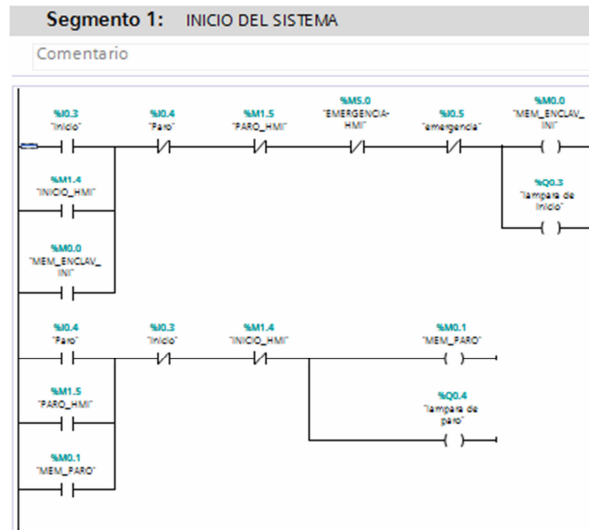 Segmento 1: INICIO DEL SISTEMA
Comentario
%I0.3
"Inicio"
%I0.4
"Paro"
%M1.5
"PARO_HMI"
%M5.0
"EMERGENCIA-
HMI"
%I0.5
"emergencia"
%M0.0
"MEM_ENCLAV_
INI"
%M1.4
"INICIO_HMI"
%Q0.3
"lampara de
inicio"
%M0.0
"MEM_ENCLAV_
INI"
%I0.4
"Paro"
%I0.3
"Inicio"
%M1.4
"INICIO_HMI"
%M0.1
"MEM_PARO"
%M1.5
"PARO_HMI"
%Q0.4
"lampara de
paro"
%M0.1
"MEM_PARO"